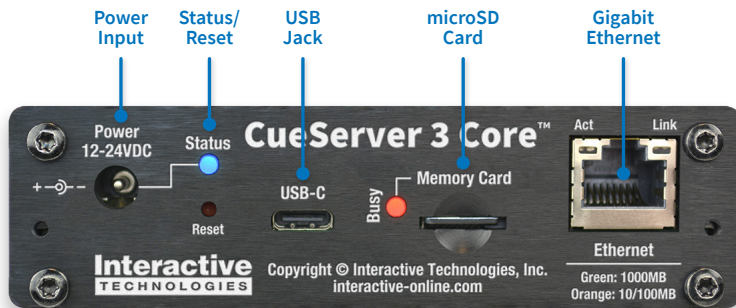 Power
Input
Status/
Reset
USB
Jack
microSD
Card
Gigabit
Ethernet
Power
12-24VDC
Status
CueServer 3 Core™
Act
Link
+
-
USB-C
Busy
Memory Card
Reset
Interactive
TECHNOLOGIES
Copyright © Interactive Technologies, Inc.
interactive-online.com
Ethernet
Green: 1000MB
Orange: 10/100MB